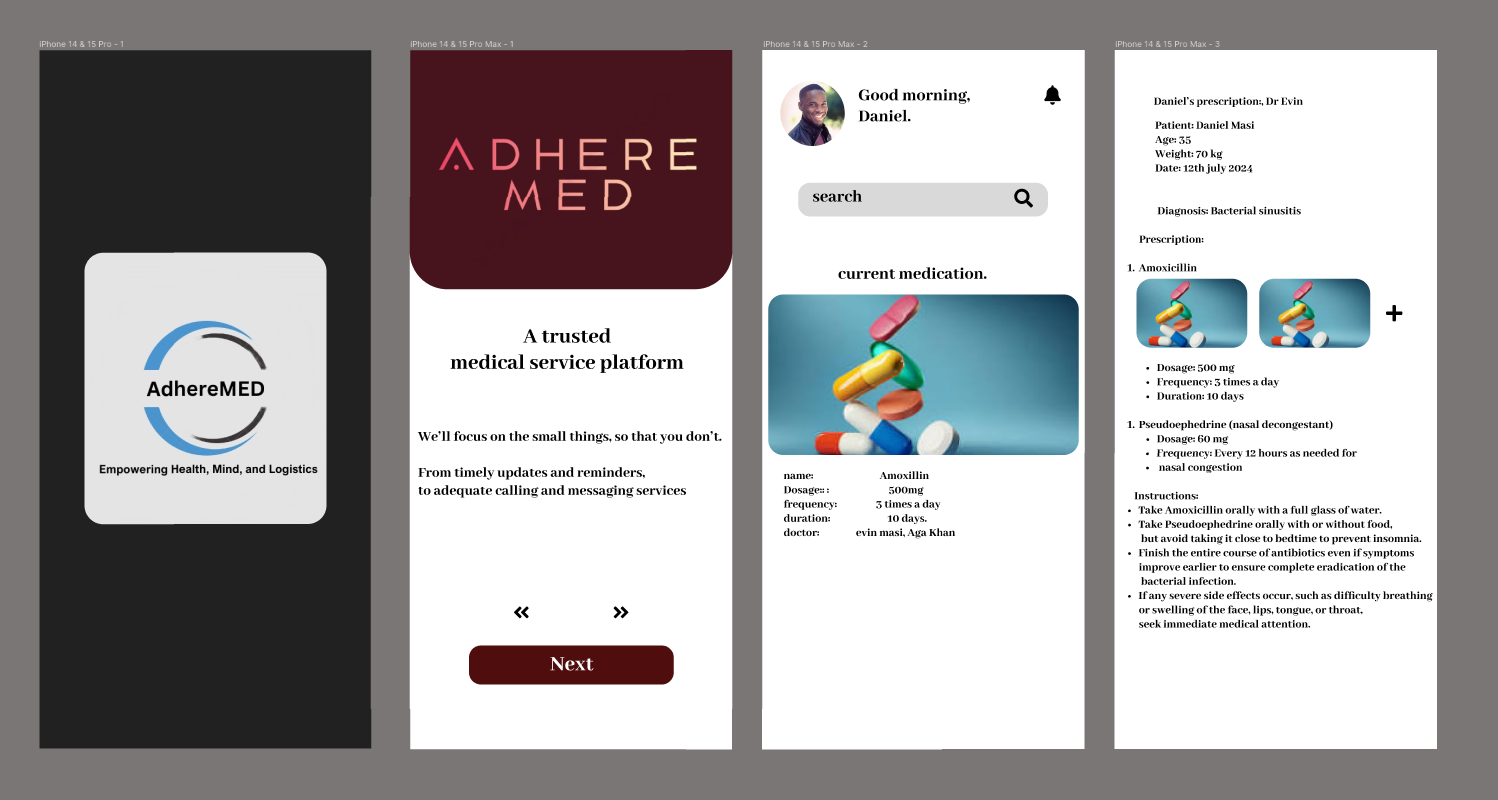 iPhone 14 & 15 Pro - 1
AdhereMED
Empowering Health, Mind, and Logistics
iPhone 14 & 15 Pro Max - 1
ADHERE
MED
A trusted
medical service platform
We'll focus on the small things, so that you don't.
From timely updates and reminders,
to adequate calling and messaging services
Next
iPhone 14 & 15 Pro Max - 2
Good morning,
Daniel.
search
current medication.
name: Amoxillin
Dosage:: : 500mg
frequency: 3 times a day
duration: 10 days.
doctor: evin masi, Aga Khan
iPhone 14 & 15 Pro Max - 3
Daniel's prescription:, Dr Evin
Patient: Daniel Masi
Age: 35
Weight: 70 kg
Date: 12th july 2024
Diagnosis: Bacterial sinusitis
Prescription:
1. Amoxicillin
• Dosage: 500 mg
• Frequency: 3 times a day
• Duration: 10 days
1. Pseudoephedrine (nasal decongestant)
• Dosage: 60 mg
• Frequency: Every 12 hours as needed for
• nasal congestion
Instructions:
• Take Amoxicillin orally with a full glass of water.
• Take Pseudoephedrine orally with or without food,
but avoid taking it close to bedtime to prevent insomnia.
• Finish the entire course of antibiotics even if symptoms
improve earlier to ensure complete eradication of the
bacterial infection.
• If any severe side effects occur, such as difficulty breathing
or swelling of the face, lips, tongue, or throat,
seek immediate medical attention.